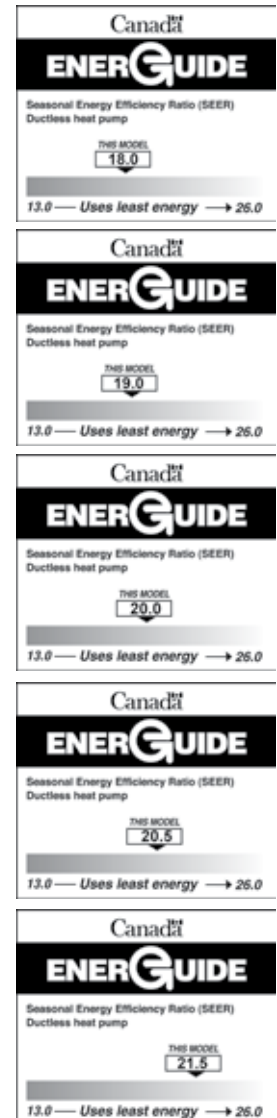 Canada
ENERGUIDE
Seasonal Energy Efficiency Ratio (SEER)
Ductless heat pump
THIS MODEL
18.0
13.0 — Uses least energy → 26.0
Canada
ENERGUIDE
Seasonal Energy Efficiency Ratio (SEER)
Ductless heat pump
THIS MODEL
19.0
13.0 — Uses least energy → 26.0
Canada
ENERGUIDE
Seasonal Energy Efficiency Ratio (SEER)
Ductless heat pump
THIS MODEL
20.0
13.0 — Uses least energy → 26.0
Canada
ENERGUIDE
Seasonal Energy Efficiency Ratio (SEER)
Ductless heat pump
THIS MODEL
20.5
13.0 — Uses least energy → 26.0
Canada
ENERGUIDE
Seasonal Energy Efficiency Ratio (SEER)
Ductless heat pump
THIS MODEL
21.5
13.0 — Uses least energy → 26.0